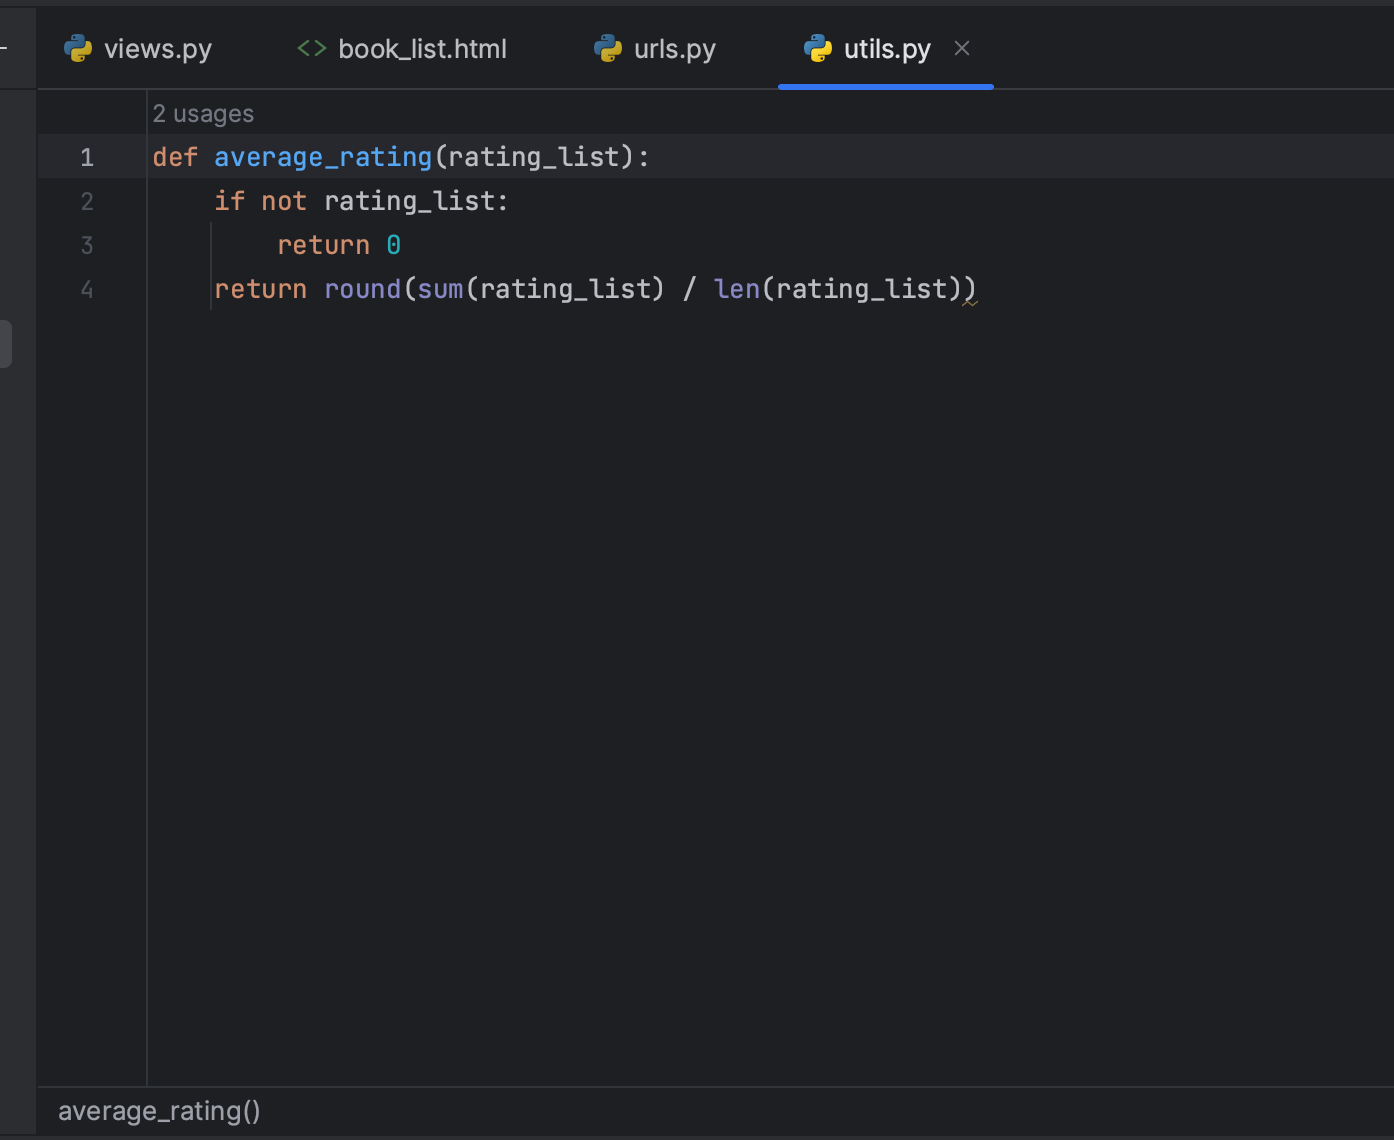 views.py <> book_list.html urls.py utils.py ×
2 usages
1 def average_rating(rating_list):
2     if not rating_list:
3         return 0
4     return round(sum(rating_list) / len(rating_list))
average_rating()